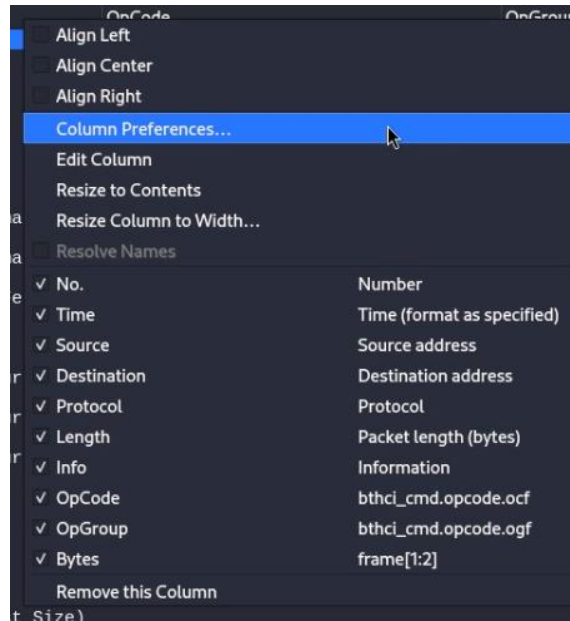 OpCode OpGrou
Align Left
Align Center
Align Right
Column Preferences...
Edit Column
Resize to Contents
Resize Column to Width...
Resolve Names
✓ No. Number
✓ Time Time (format as specified)
✓ Source Source address
✓ Destination Destination address
✓ Protocol Protocol
✓ Length Packet length (bytes)
✓ Info Information
✓ OpCode bthci_cmd.opcode.ocf
✓ OpGroup bthci_cmd.opcode.ogf
✓ Bytes frame[1:2]
Remove this Column
t Size)